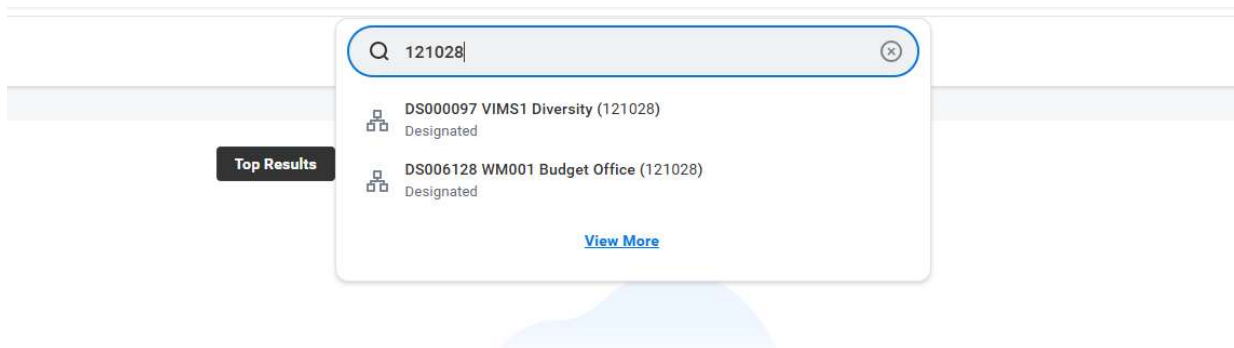 121028
DS000097 VIMS1 Diversity (121028)
Designated
Top Results
DS006128 WM001 Budget Office (121028)
Designated
View More